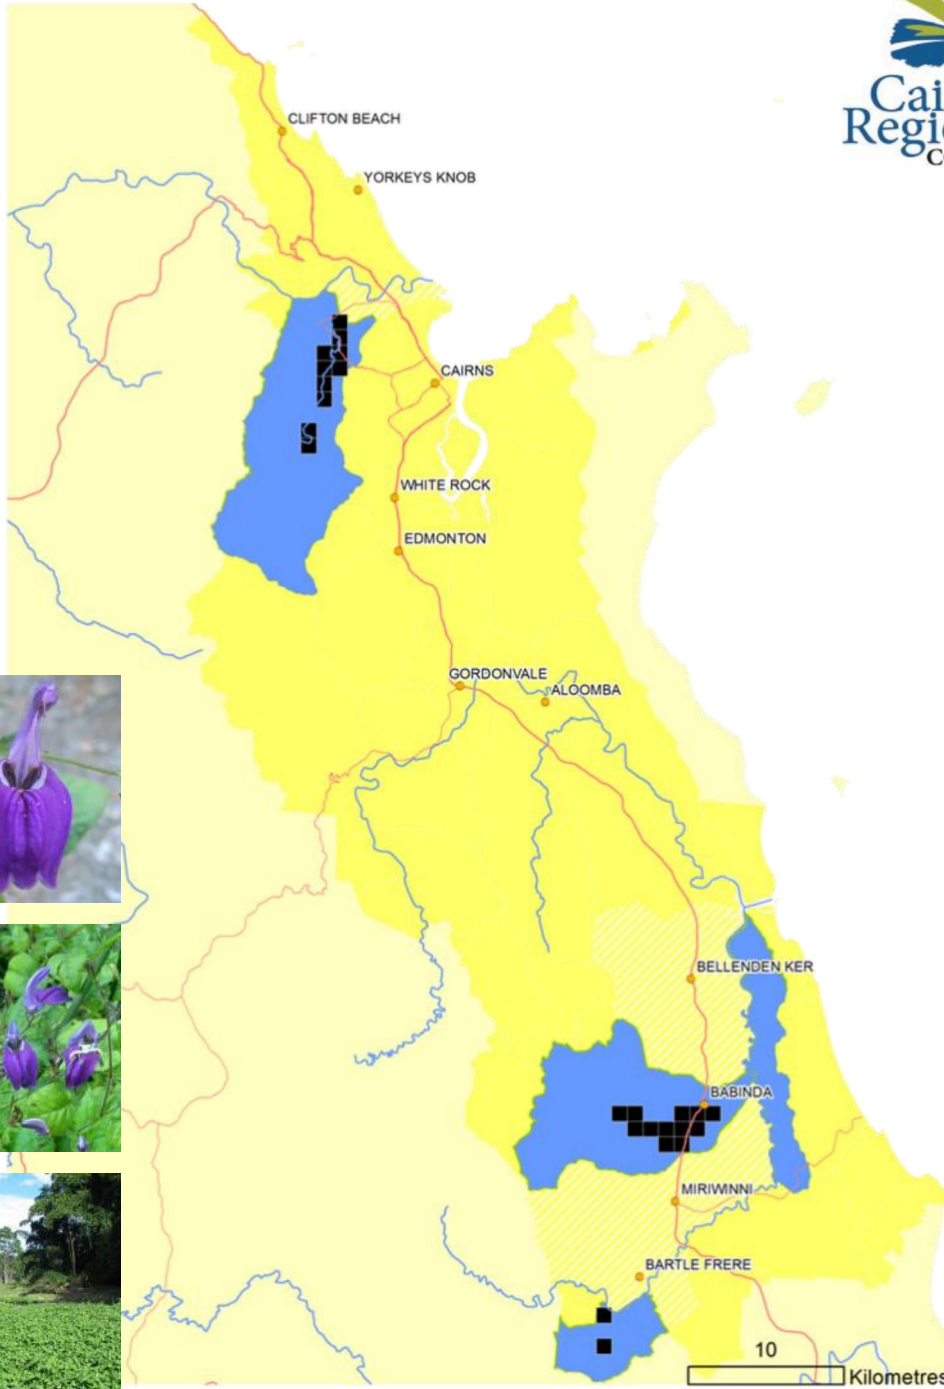 CLIFTON BEACH
YORKEYS KNOB
CAIRNS
WHITE ROCK
EDMONTON
GORDONVALE
ALOOMBA
BELLENDEN KER
BABINDA
MIRIWINNI
BARTLE FRERE
10
Kilometres